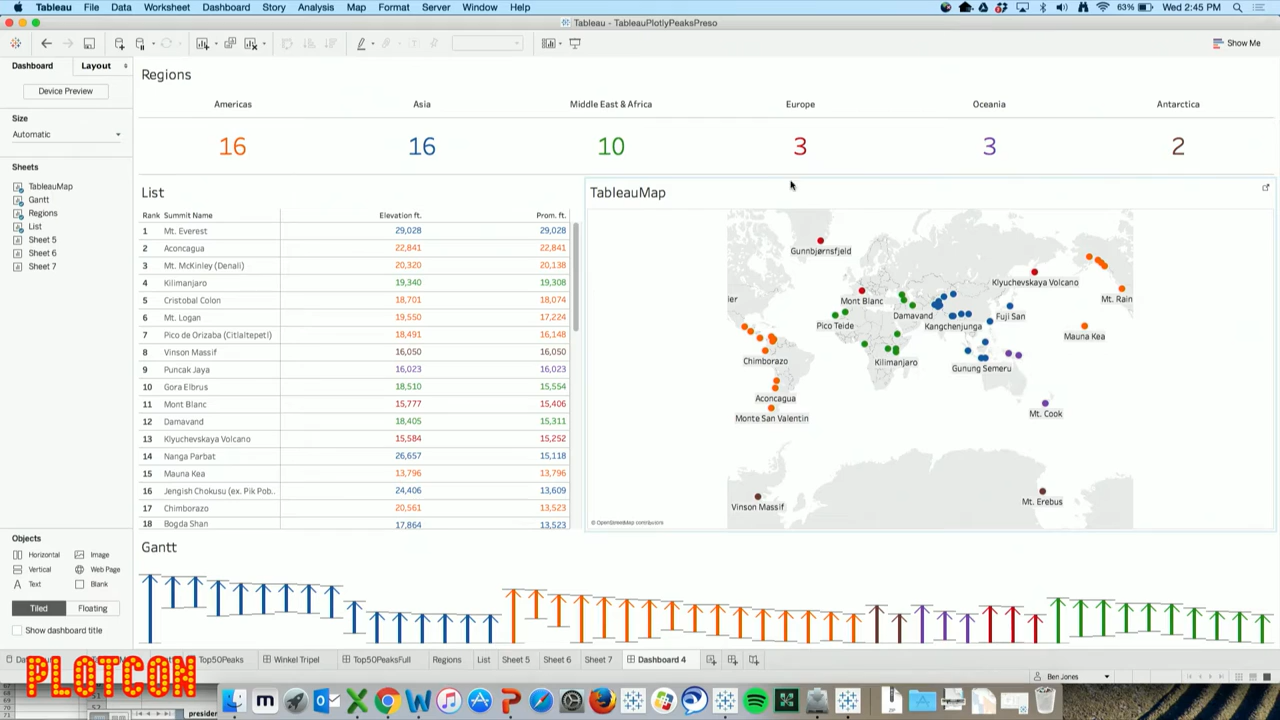 Tableau File Data Worksheet Dashboard Story Analysis Map Format Server Window Help 63% Wed 2:45 PM
Tableau - TableauPlotlyPeaksPreso
Show Me
Dashboard Layout
Device Preview
Size
Automatic
Sheets
TableauMap
Gantt
Regions
List
Sheet 5
Sheet 6
Sheet 7
Objects
Horizontal Image
Vertical Web Page
A Text Blank
Tiled Floating
Show dashboard title
Regions
Americas Asia Middle East & Africa Europe Oceania Antarctica
16 16 10 3 3 2
List
Rank Summit Name Elevation ft. Prom. ft.
1 Mt. Everest 29,028 29,028
2 Aconcagua 22,841 22,841
3 Mt. McKinley (Denali) 20,320 20,138
4 Kilimanjaro 19,340 19,308
5 Cristobal Colon 18,701 18,074
6 Mt. Logan 19,550 17,224
7 Pico de Orizaba (Citlaltepetl) 18,491 16,148
8 Vinson Massif 16,050 16,050
9 Puncak Jaya 16,023 16,023
10 Gora Elbrus 18,510 15,554
11 Mont Blanc 15,777 15,406
12 Damavand 18,405 15,311
13 Klyuchevskaya Volcano 15,584 15,252
14 Nanga Parbat 26,657 15,118
15 Mauna Kea 13,796 13,796
16 Jengish Chokusu (ex. Pik Pob.. 24,406 13,609
17 Chimborazo 20,561 13,523
18 Bogda Shan 17,864 13,523
TableauMap
Gunnbjørnsfjeld
Klyuchevskaya Volcano
ier
Mont Blanc
Mt. Rain
Damavand
Fuji San
Pico Teide
Kangchenjunga
Mauna Kea
Chimborazo
Kilimanjaro
Gunung Semeru
Aconcagua
Mt. Cook
Monte San Valentin
Mt. Erebus
Vinson Massif
© OpenStreetMap contributors
Gantt
Top50Peaks Winkel Tripel Top50PeaksFull Regions List Sheet 5 Sheet 6 Sheet 7 Dashboard 4
Ben Jones
PLOTCON
presider